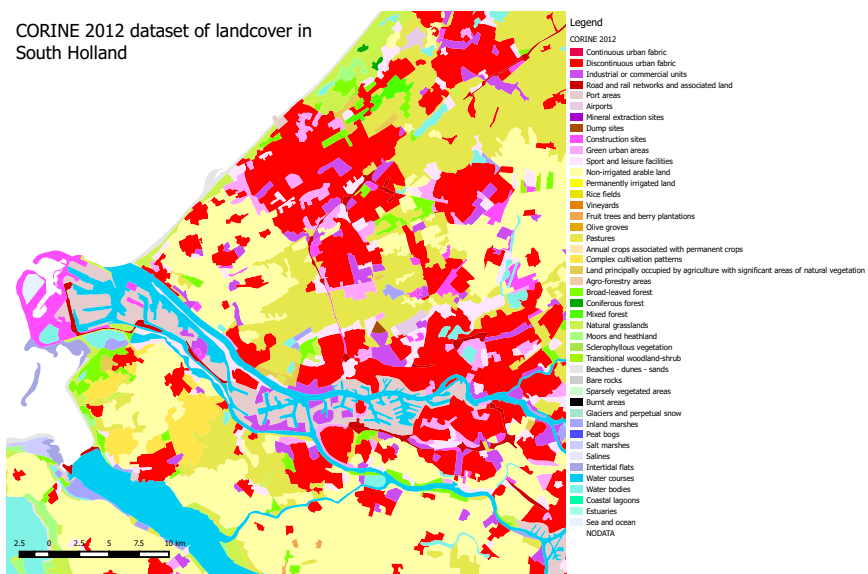 CORINE 2012 dataset of landcover in
South Holland
Legend
CORINE 2012
Continuous urban fabric
Discontinuous urban fabric
Industrial or commercial units
Road and rail networks and associated land
Port areas
Airports
Mineral extraction sites
Dump sites
Construction sites
Green urban areas
Sport and leisure facilities
Non-irrigated arable land
Permanently irrigated land
Rice fields
Vineyards
Fruit trees and berry plantations
Olive groves
Pastures
Annual crops associated with permanent crops
Complex cultivation patterns
Land principally occupied by agriculture with significant areas of natural vegetation
Agro-forestry areas
Broad-leaved forest
Coniferous forest
Mixed forest
Natural grasslands
Moors and heathland
Sclerophyllous vegetation
Transitional woodland-shrub
Beaches - dunes - sands
Bare rocks
Sparsely vegetated areas
Burnt areas
Glaciers and perpetual snow
Inland marshes
Peat bogs
Salt marshes
Salines
Intertidal flats
Water courses
Water bodies
Coastal lagoons
Estuaries
Sea and ocean
NODATA
2.5 0 2.5 5 7.5 10 km